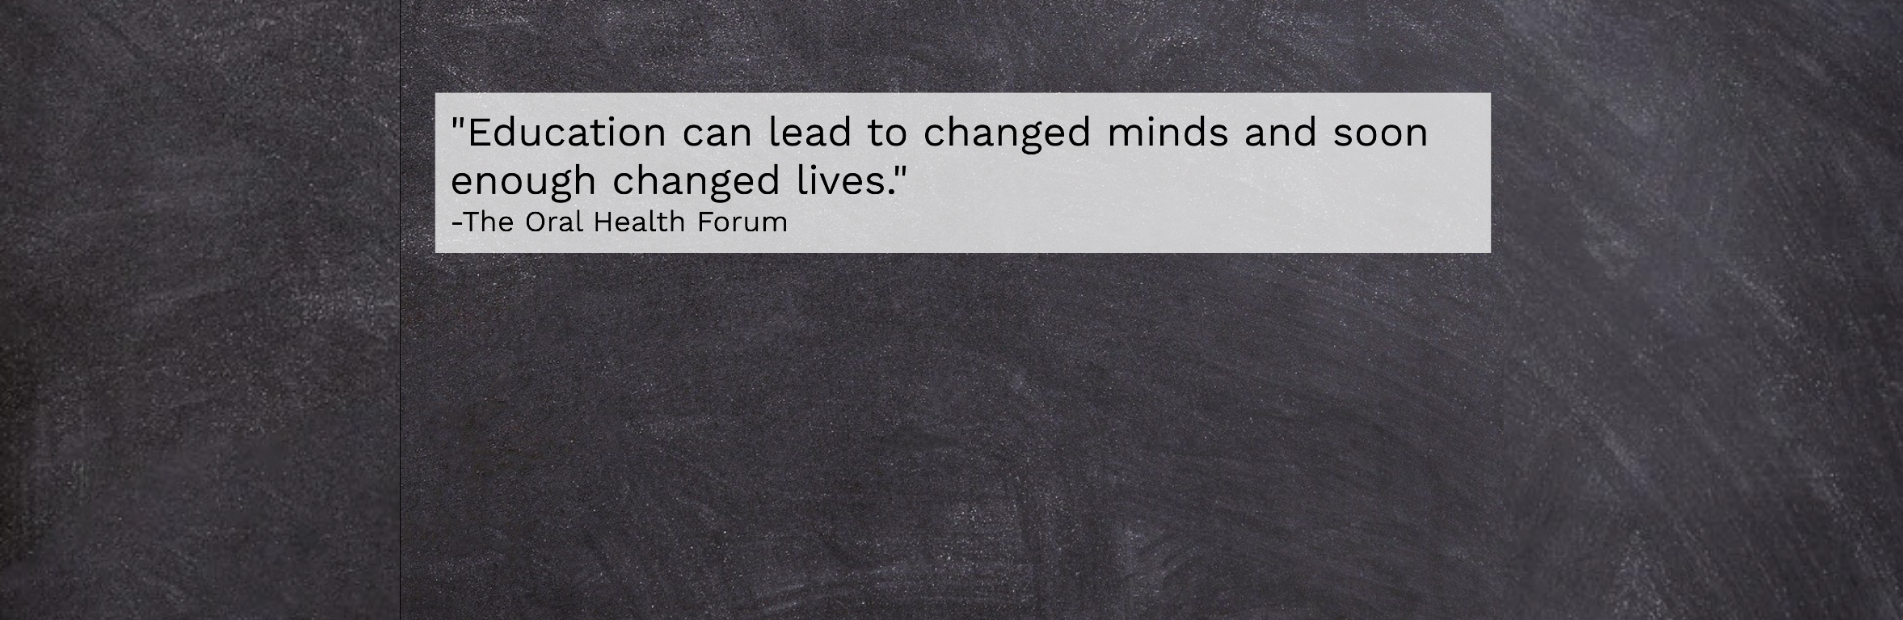 "Education can lead to changed minds and soon
enough changed lives."
-The Oral Health Forum